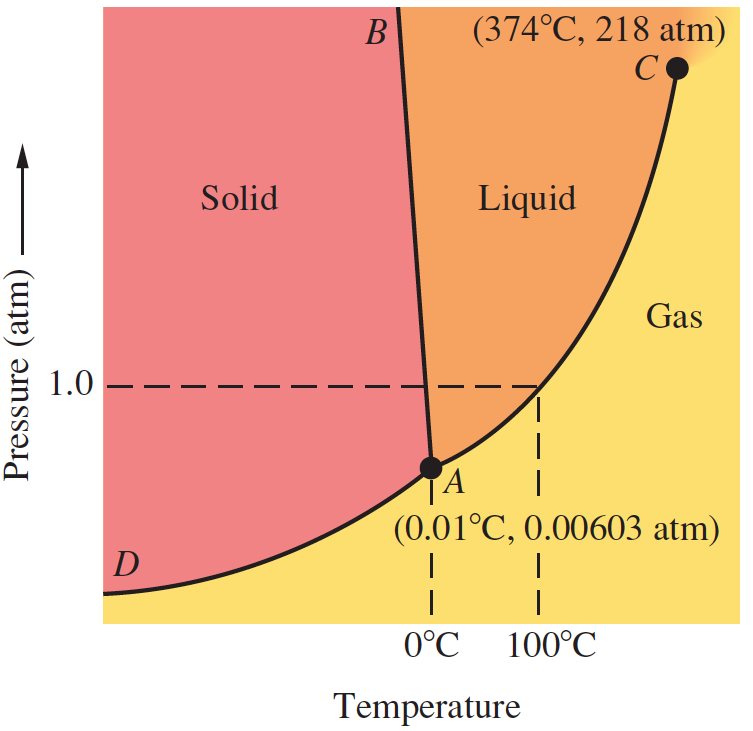 B
(374°C, 218 atm)
C
Solid
Liquid
Gas
Pressure (atm)
1.0
A
(0.01°C, 0.00603 atm)
D
0°C
100°C
Temperature